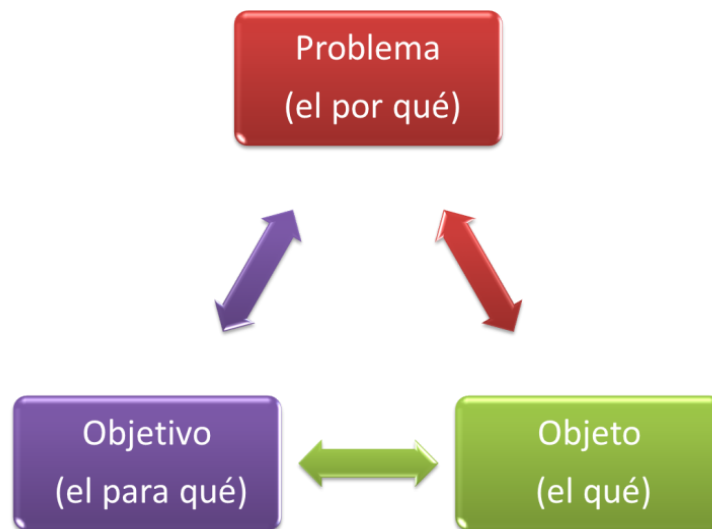 Problema
(el por qué)
Objetivo
(el para qué)
Objeto
(el qué)